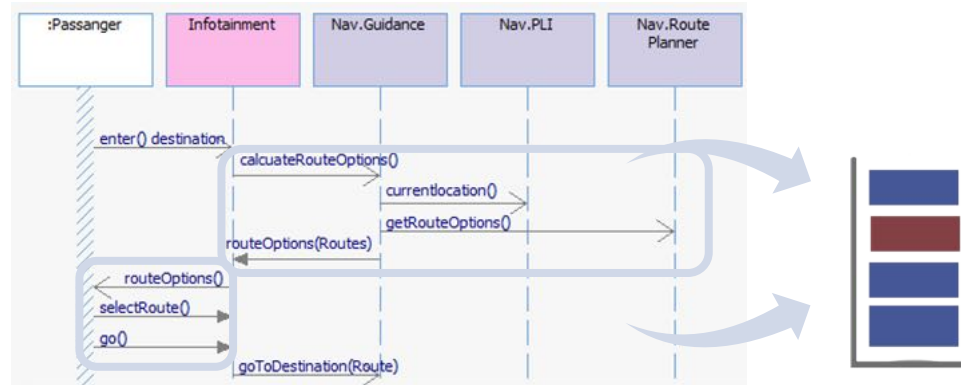 :Passanger
Infotainment
Nav.Guidance
Nav.PLI
Nav.Route
Planner
enter() destination
calcuateRouteOptions()
currentlocation()
getRouteOptions()
routeOptions(Routes)
routeOptions()
selectRoute()
go()
goToDestination(Route)